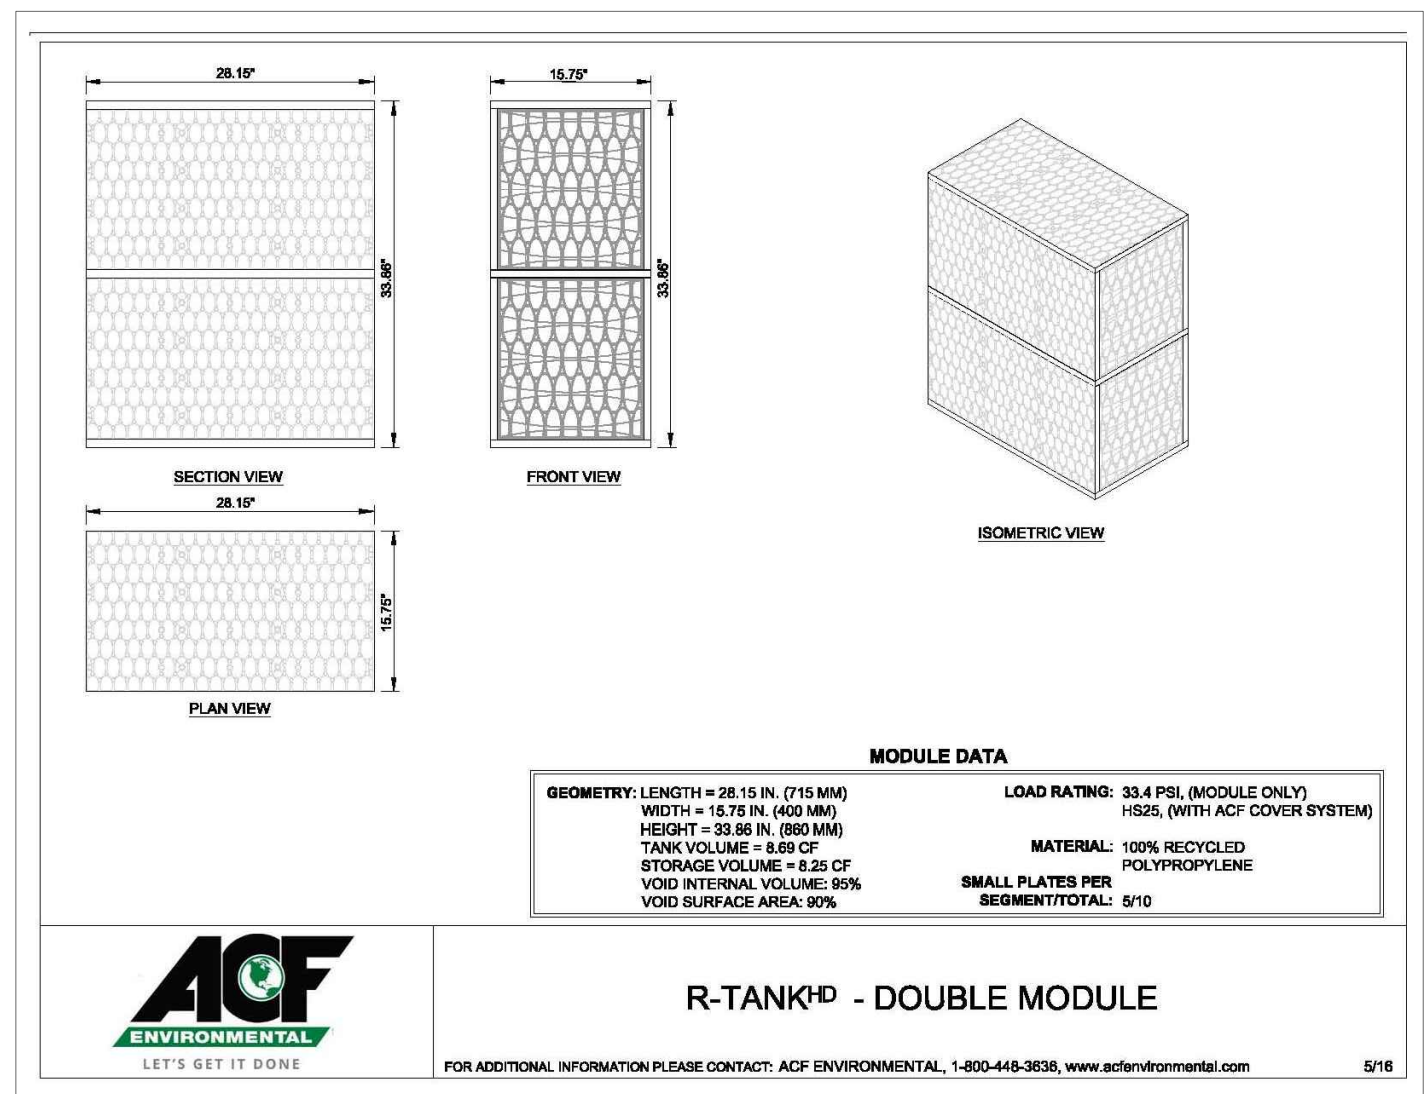 28.15"
15.75"
33.86"
33.86"
SECTION VIEW
FRONT VIEW
ISOMETRIC VIEW
28.15"
15.75"
PLAN VIEW
MODULE DATA
GEOMETRY: LENGTH = 28.15 IN. (715 MM)
WIDTH = 15.75 IN. (400 MM)
HEIGHT = 33.86 IN. (860 MM)
TANK VOLUME = 8.69 CF
STORAGE VOLUME = 8.25 CF
VOID INTERNAL VOLUME: 95%
VOID SURFACE AREA: 90%
LOAD RATING: 33.4 PSI, (MODULE ONLY)
HS25, (WITH ACF COVER SYSTEM)
MATERIAL: 100% RECYCLED
POLYPROPYLENE
SMALL PLATES PER
SEGMENT/TOTAL: 5/10
ACF
ENVIRONMENTAL
LET'S GET IT DONE
R-TANKHD - DOUBLE MODULE
FOR ADDITIONAL INFORMATION PLEASE CONTACT: ACF ENVIRONMENTAL, 1-800-448-3636, www.acfenvironmental.com
5/16